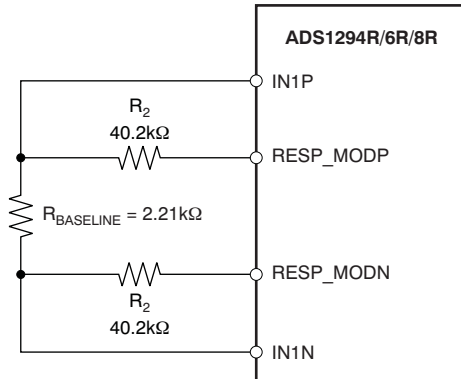 ADS1294R/6R/8R
IN1P
R2
40.2kΩ
RESP_MODP
RBASELINE = 2.21kΩ
RESP_MODN
R2
40.2kΩ
IN1N